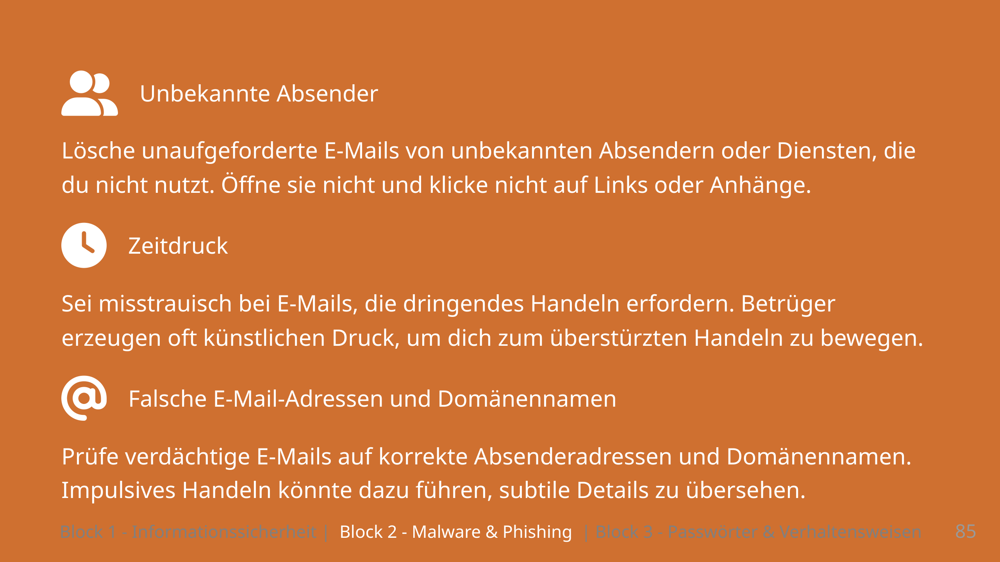 Unbekannte Absender
Lösche unaufgeforderte E-Mails von unbekannten Absendern oder Diensten, die
du nicht nutzt. Öffne sie nicht und klicke nicht auf Links oder Anhänge.
Zeitdruck
Sei misstrauisch bei E-Mails, die dringendes Handeln erfordern. Betrüger
erzeugen oft künstlichen Druck, um dich zum überstürzten Handeln zu bewegen.
Falsche E-Mail-Adressen und Domänennamen
Prüfe verdächtige E-Mails auf korrekte Absenderadressen und Domänennamen.
Impulsives Handeln könnte dazu führen, subtile Details zu übersehen.
Block 1 - Informationssicherheit | Block 2 - Malware & Phishing | Block 3 - Passwörter & Verhaltensweisen 85